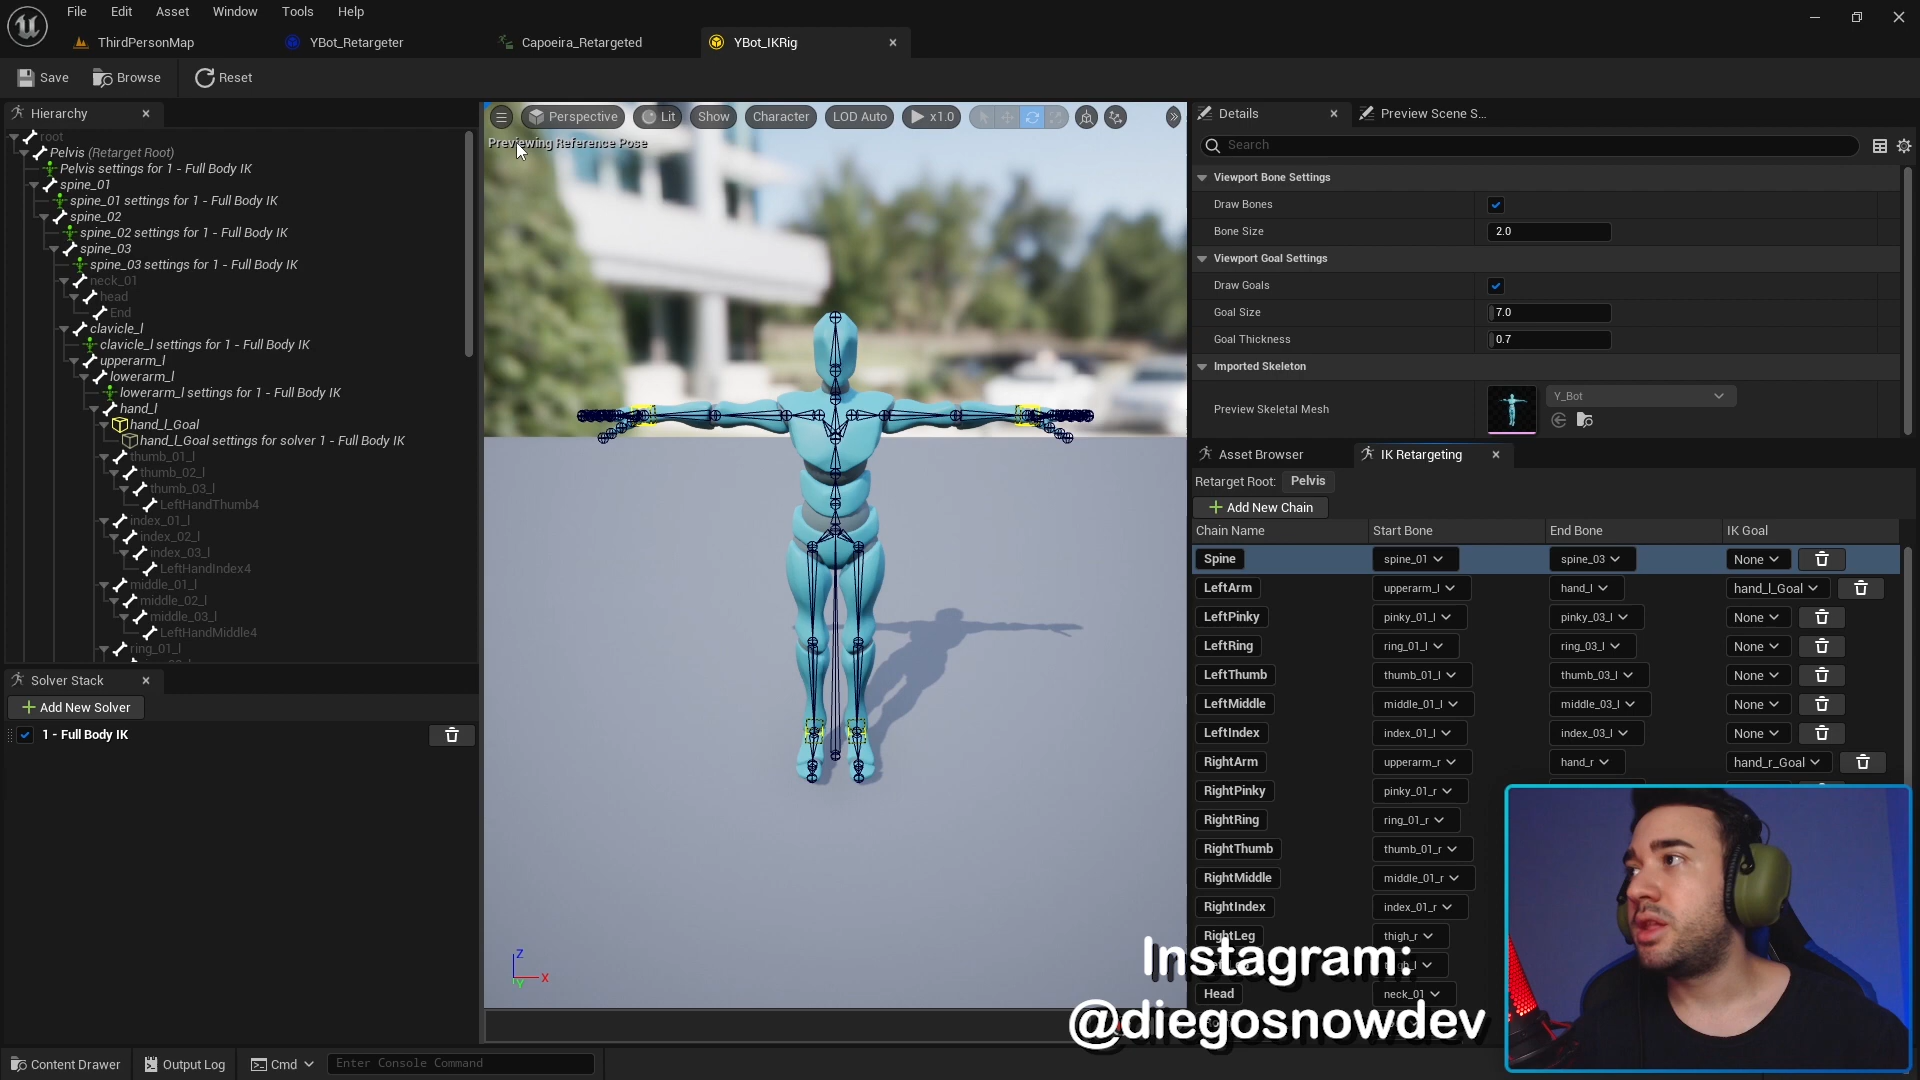 File Edit Asset Window Tools Help
ThirdPersonMap YBot_Retargeter Capoeira_Retargeted YBot_IKRig
Save Browse Reset
Hierarchy
root
Pelvis (Retarget Root)
Pelvis settings for 1 - Full Body IK
spine_01
spine_01 settings for 1 - Full Body IK
spine_02
spine_02 settings for 1 - Full Body IK
spine_03
spine_03 settings for 1 - Full Body IK
neck_01
head
End
clavicle_l
clavicle_l settings for 1 - Full Body IK
upperarm_l
lowerarm_l
lowerarm_l settings for 1 - Full Body IK
hand_l
hand_l_Goal
hand_l_Goal settings for solver 1 - Full Body IK
thumb_01_l
thumb_02_l
thumb_03_l
LeftHandThumb4
index_01_l
index_02_l
index_03_l
LeftHandIndex4
middle_01_l
middle_02_l
middle_03_l
LeftHandMiddle4
ring_01_l
Solver Stack
Add New Solver
1 - Full Body IK
Perspective Lit Show Character LOD Auto x1.0
Previewing Reference Pose
Z
X
Y
Details Preview Scene S...
Search
Viewport Bone Settings
Draw Bones
Bone Size 2.0
Viewport Goal Settings
Draw Goals
Goal Size 7.0
Goal Thickness 0.7
Imported Skeleton
Preview Skeletal Mesh Y_Bot
Asset Browser IK Retargeting
Retarget Root: Pelvis
Add New Chain
Chain Name Start Bone End Bone IK Goal
Spine spine_01 spine_03 None
LeftArm upperarm_l hand_l hand_l_Goal
LeftPinky pinky_01_l pinky_03_l None
LeftRing ring_01_l ring_03_l None
LeftThumb thumb_01_l thumb_03_l None
LeftMiddle middle_01_l middle_03_l None
LeftIndex index_01_l index_03_l None
RightArm upperarm_r hand_r hand_r_Goal
RightPinky pinky_01_r
RightRing ring_01_r
RightThumb thumb_01_r
RightMiddle middle_01_r
RightIndex index_01_r
RightLeg thigh_r
Head neck_01
Instagram:
@diegosnowdev
Content Drawer Output Log Cmd Enter Console Command